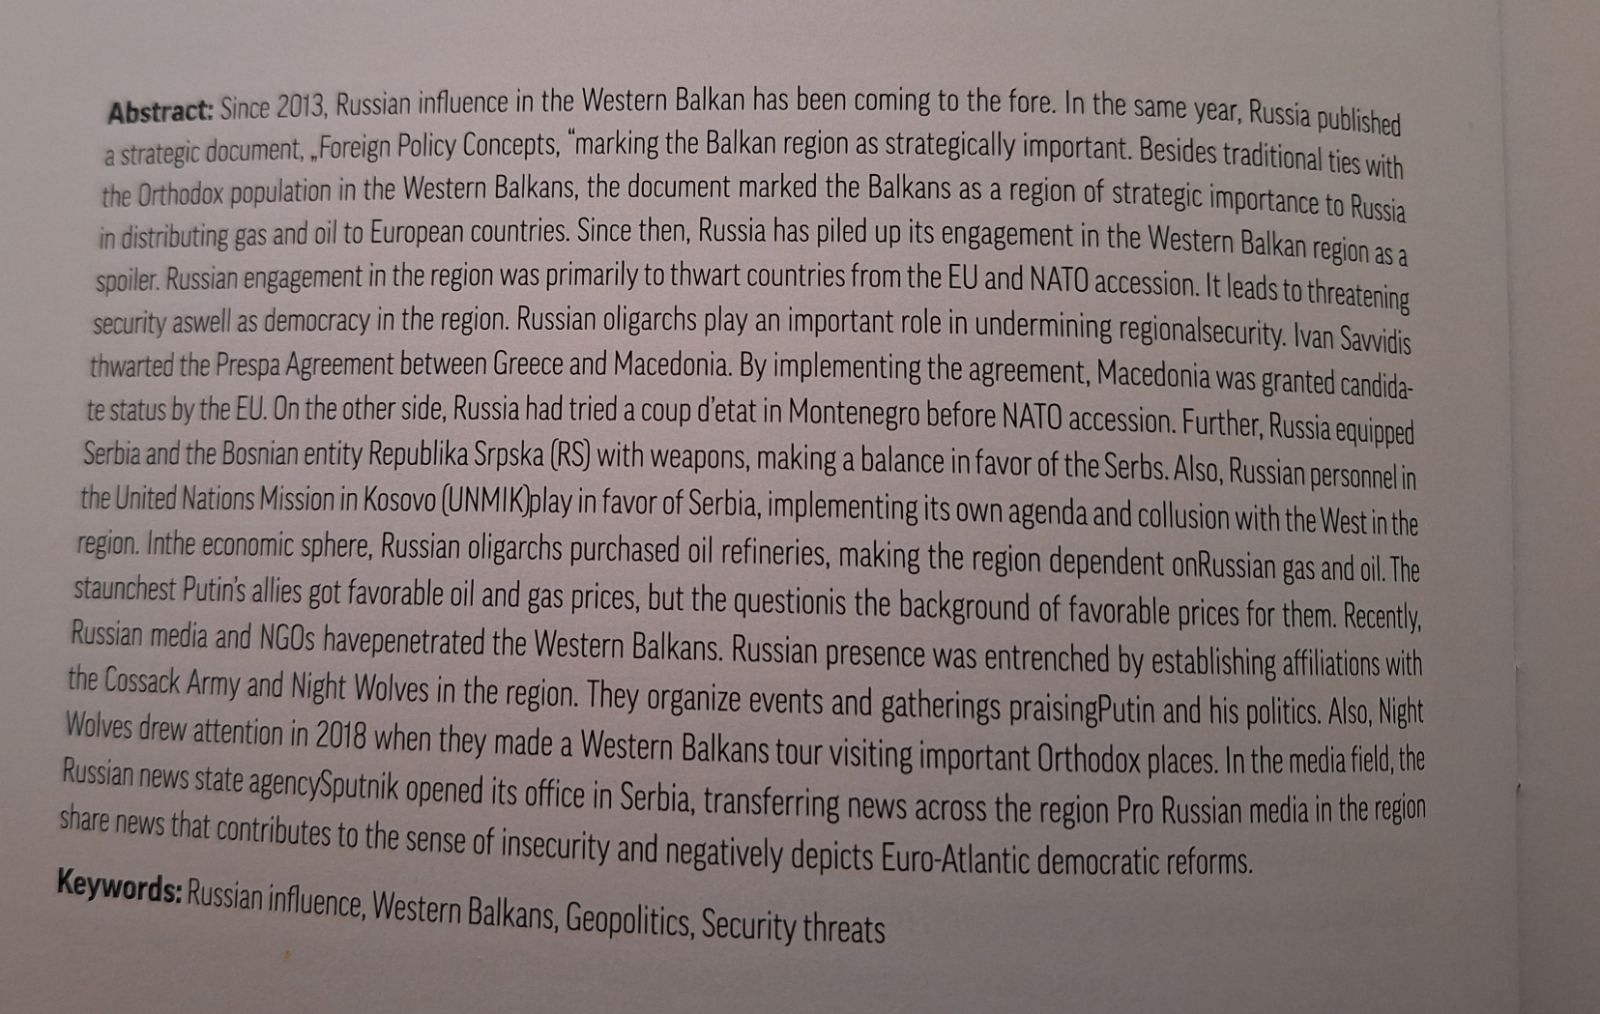 Abstract: Since 2013, Russian influence in the Western Balkan has been coming to the fore. In the same year, Russia published
a strategic document, „Foreign Policy Concepts, “marking the Balkan region as strategically important. Besides traditional ties with
the Orthodox population in the Western Balkans, the document marked the Balkans as a region of strategic importance to Russia
in distributing gas and oil to European countries. Since then, Russia has piled up its engagement in the Western Balkan region as a
spoiler. Russian engagement in the region was primarily to thwart countries from the EU and NATO accession. It leads to threatening
security aswell as democracy in the region. Russian oligarchs play an important role in undermining regionalsecurity. Ivan Savvidis
thwarted the Prespa Agreement between Greece and Macedonia. By implementing the agreement, Macedonia was granted candida-
te status by the EU. On the other side, Russia had tried a coup d'etat in Montenegro before NATO accession. Further, Russia equipped
Serbia and the Bosnian entity Republika Srpska (RS) with weapons, making a balance in favor of the Serbs. Also, Russian personnel in
the United Nations Mission in Kosovo (UNMIK)play in favor of Serbia, implementing its own agenda and collusion with the West in the
region. Inthe economic sphere, Russian oligarchs purchased oil refineries, making the region dependent onRussian gas and oil. The
staunchest Putin's allies got favorable oil and gas prices, but the questionis the background of favorable prices for them. Recently,
Russian media and NGOs havepenetrated the Western Balkans. Russian presence was entrenched by establishing affiliations with
the Cossack Army and Night Wolves in the region. They organize events and gatherings praisingPutin and his politics. Also, Night
Wolves drew attention in 2018 when they made a Western Balkans tour visiting important Orthodox places. In the media field, the
Russian news state agencySputnik opened its office in Serbia, transferring news across the region Pro Russian media in the region
share news that contributes to the sense of insecurity and negatively depicts Euro-Atlantic democratic reforms.
Keywords: Russian influence, Western Balkans, Geopolitics, Security threats